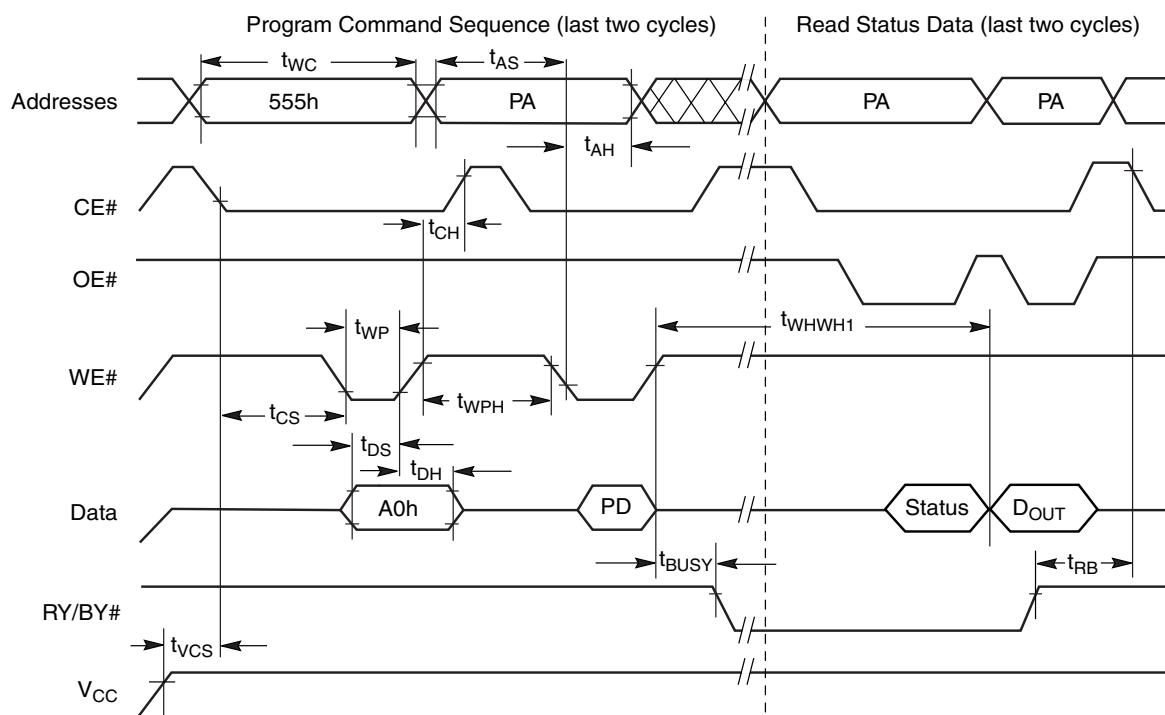 Program Command Sequence (last two cycles)
Read Status Data (last two cycles)
tWC
tAS
Addresses
555h
PA
PA
PA
tAH
CE#
tCH
OE#
tWP
tWHWH1
WE#
tCS
tWPH
tDS
tDH
Data
A0h
PD
Status
DOUT
tBUSY
tRB
RY/BY#
tVCS
VCC